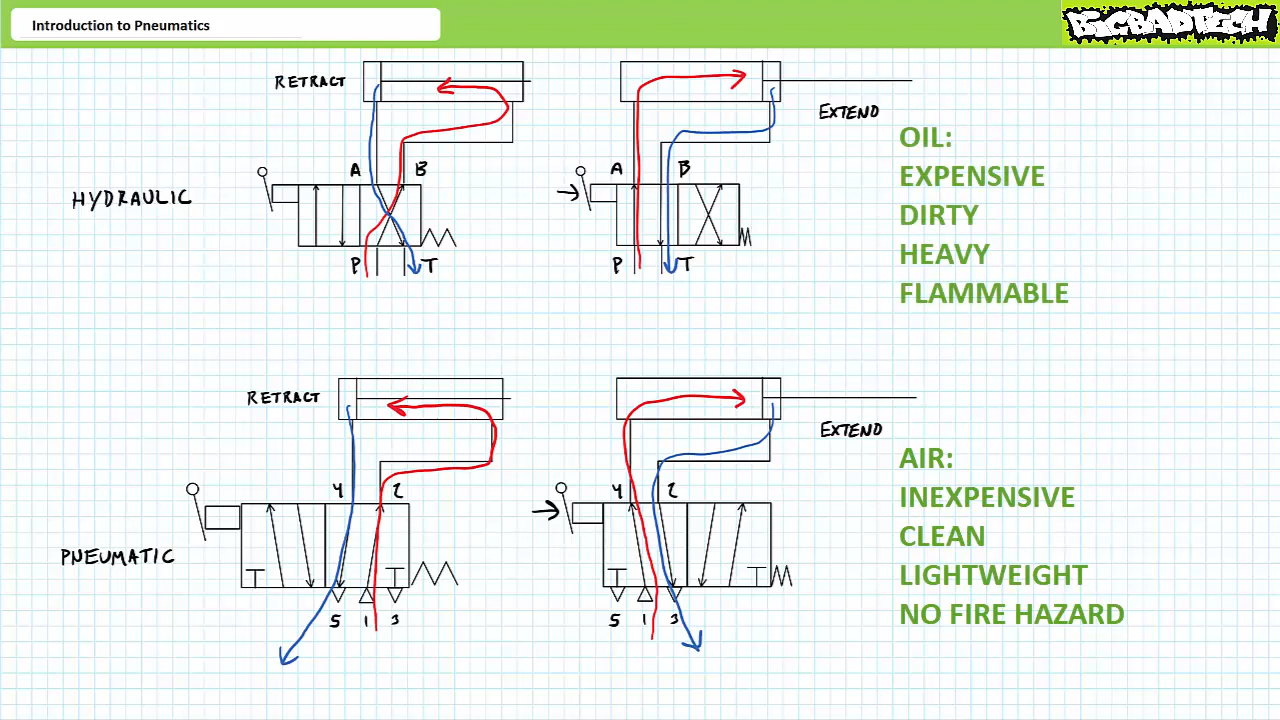 Introduction to Pneumatics
BIGBADTECH
RETRACT
EXTEND
OIL:
EXPENSIVE
DIRTY
HEAVY
FLAMMABLE
A B
A B
HYDRAULIC
P T
P T
RETRACT
EXTEND
AIR:
INEXPENSIVE
CLEAN
LIGHTWEIGHT
NO FIRE HAZARD
4 2
4 2
PNEUMATIC
5 1 3
5 1 3